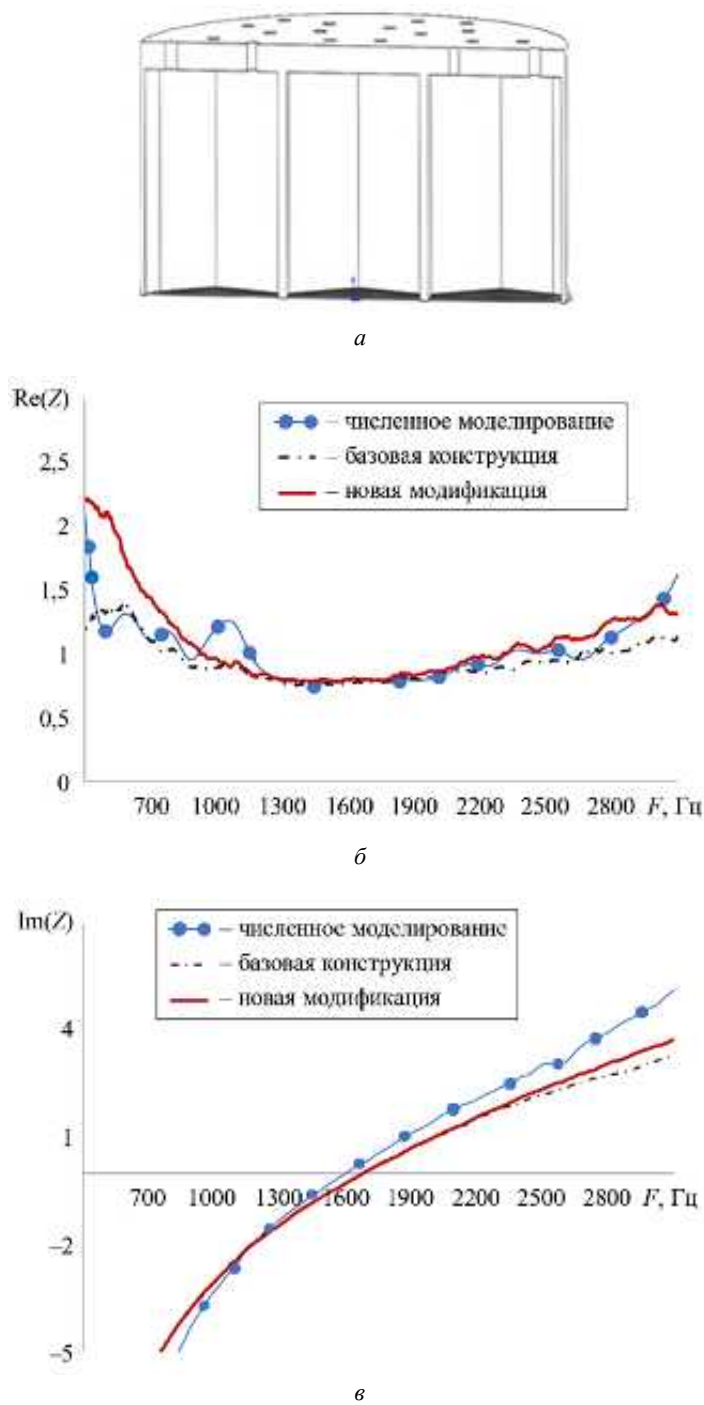 а
Re(Z)
– численное моделирование
– базовая конструкция
– новая модификация
2,5
2
1,5
1
0,5
0
700 1000 1300 1600 1900 2200 2500 2800 F, Гц
б
Im(Z)
– численное моделирование
– базовая конструкция
– новая модификация
4
1
700 1000 1300 1600 1900 2200 2500 2800 F, Гц
–2
–5
в